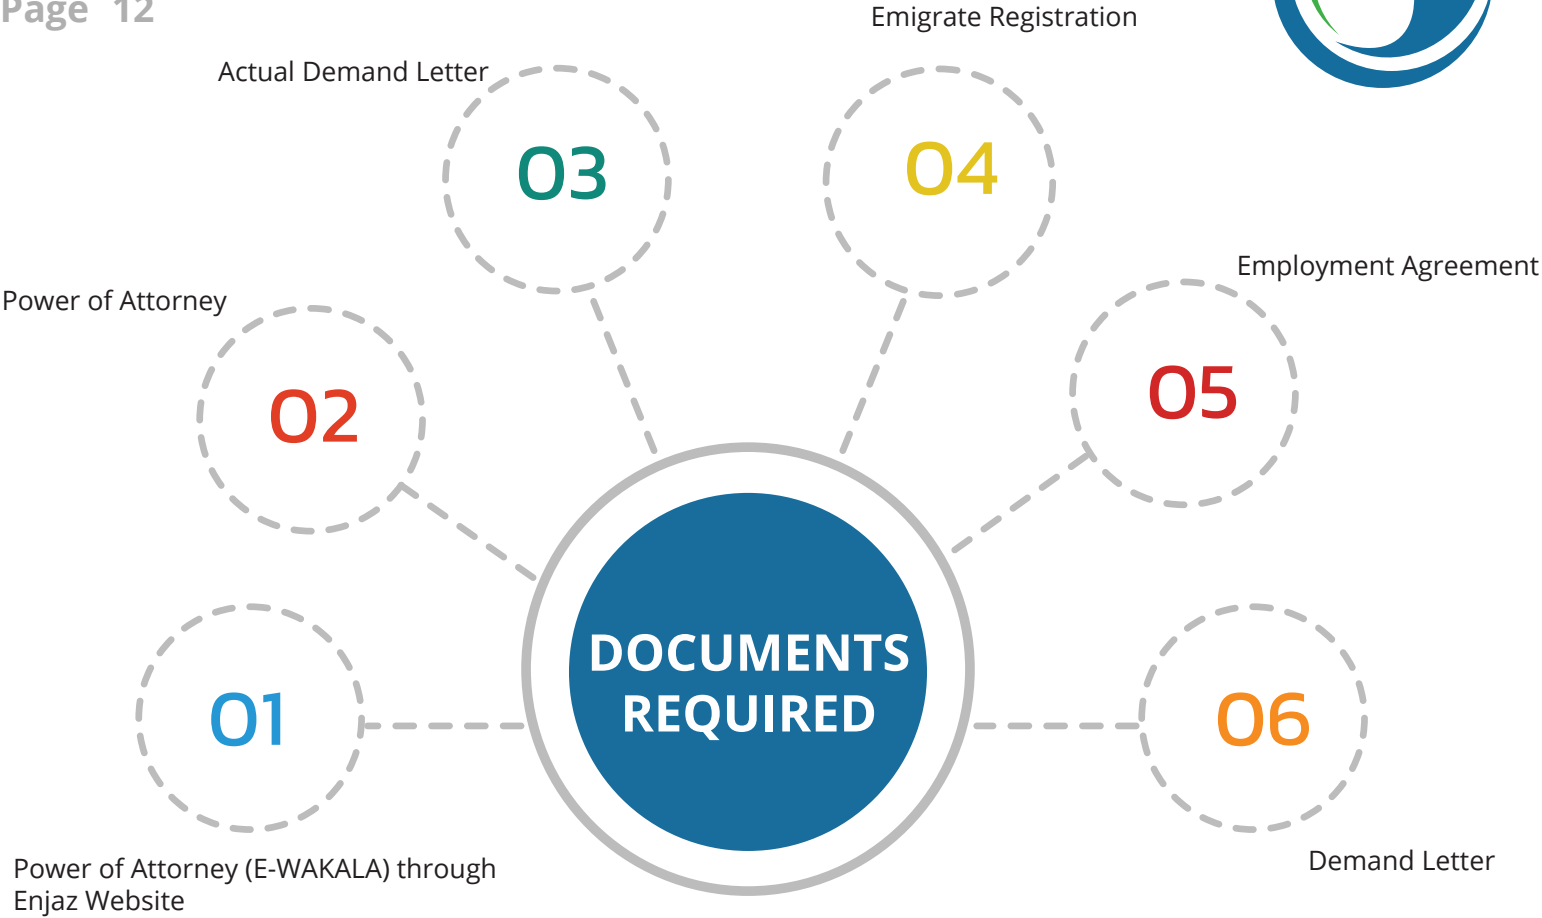 Page 12
Emigrate Registration
Actual Demand Letter
03
04
Employment Agreement
Power of Attorney
05
02
DOCUMENTS
REQUIRED
01
06
Demand Letter
Power of Attorney (E-WAKALA) through
Enjaz Website